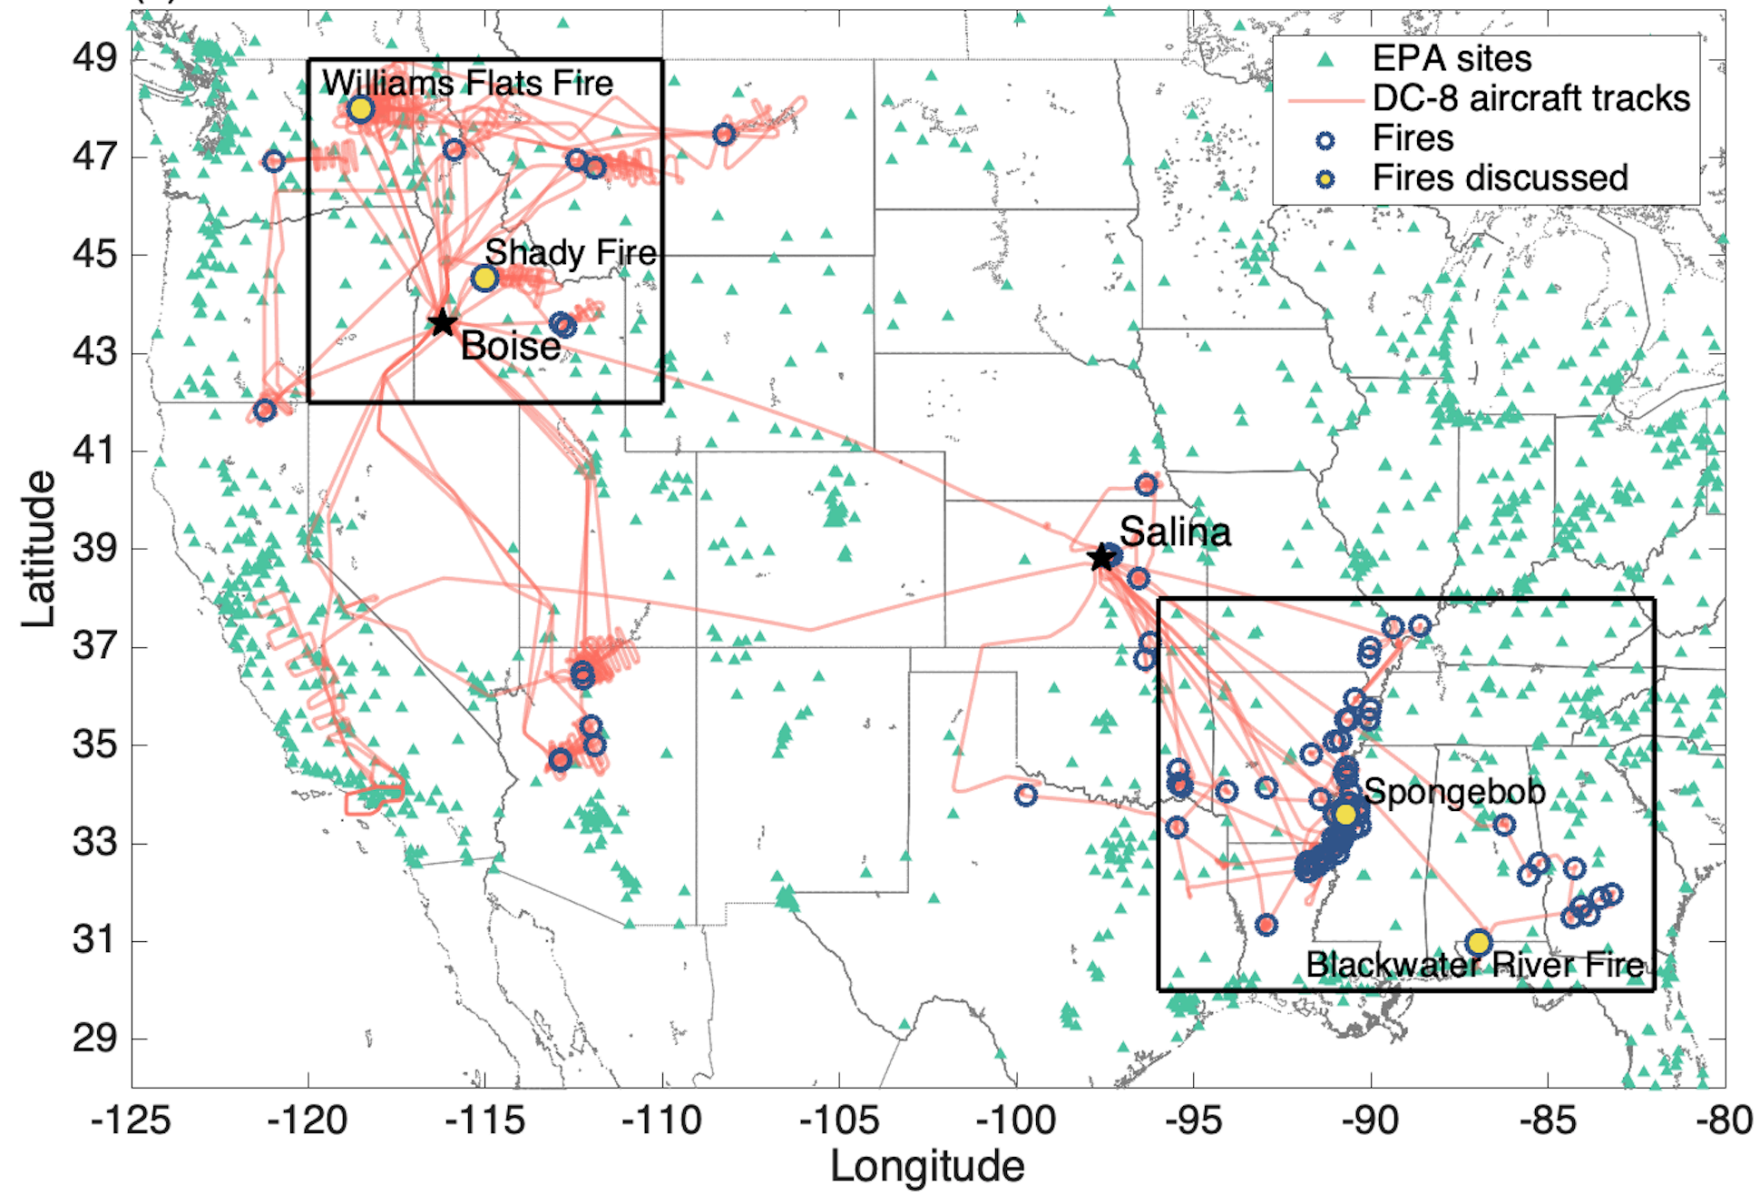 49
47
45
43
41
39
37
35
33
31
29
Latitude
-125
-120
-115
-110
-105
-100
-95
-90
-85
-80
Longitude
EPA sites
DC-8 aircraft tracks
Fires
Fires discussed
Williams Flats Fire
Shady Fire
Boise
Salina
Spongebob
Blackwater River Fire